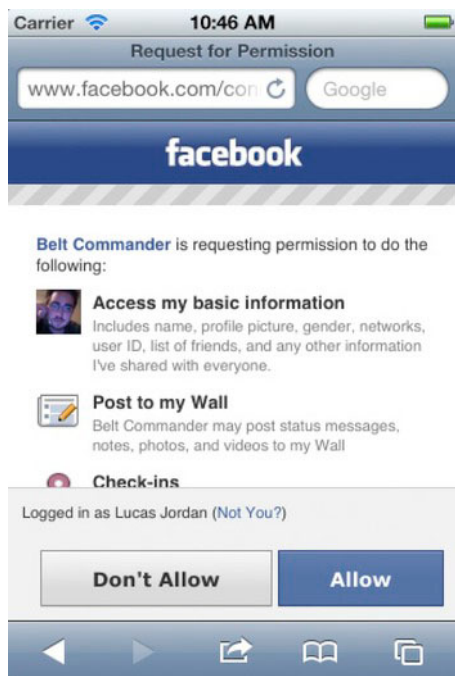 Carrier 10:46 AM
Request for Permission
www.facebook.com/con Google
facebook
Belt Commander is requesting permission to do the
following:
Access my basic information
Includes name, profile picture, gender, networks,
user ID, list of friends, and any other information
I've shared with everyone.
Post to my Wall
Belt Commander may post status messages,
notes, photos, and videos to my Wall
Check-ins
Logged in as Lucas Jordan (Not You?)
Don't Allow Allow